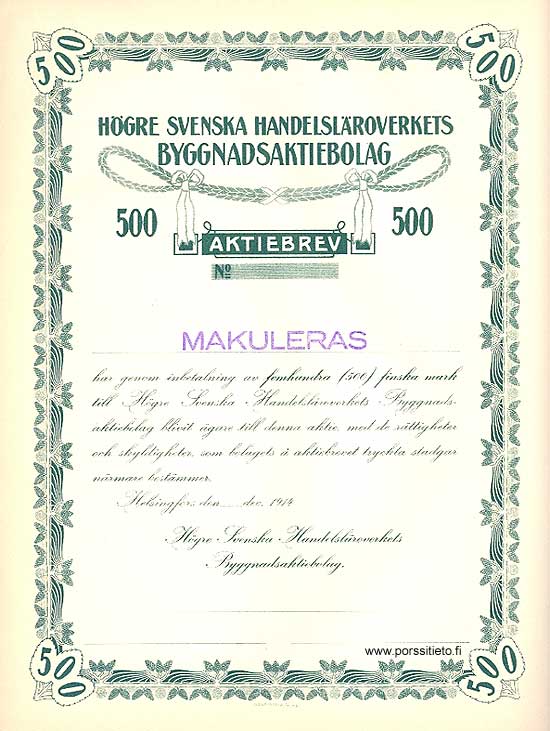 500 500
HÖGRE SVENSKA HANDELSLÄROVERKETS
BYGGNADSAKTIEBOLAG
500 500
AKTIEBREV
No
MAKULERAS
har genom inbetalning av femhundra (500) finska mark
till Högre Svenska Handelsläroverkets Byggnads-
aktiebolag blivit ägare till denna aktie, med de rättigheter
och skyldigheter, som bolagets å aktiebrevet tryckta stadgar
närmare bestämmer.
Helsingfors, den dec. 1914
Högre Svenska Handelsläroverkets
Byggnadsaktiebolag.
www.porssitieto.fi
500 500